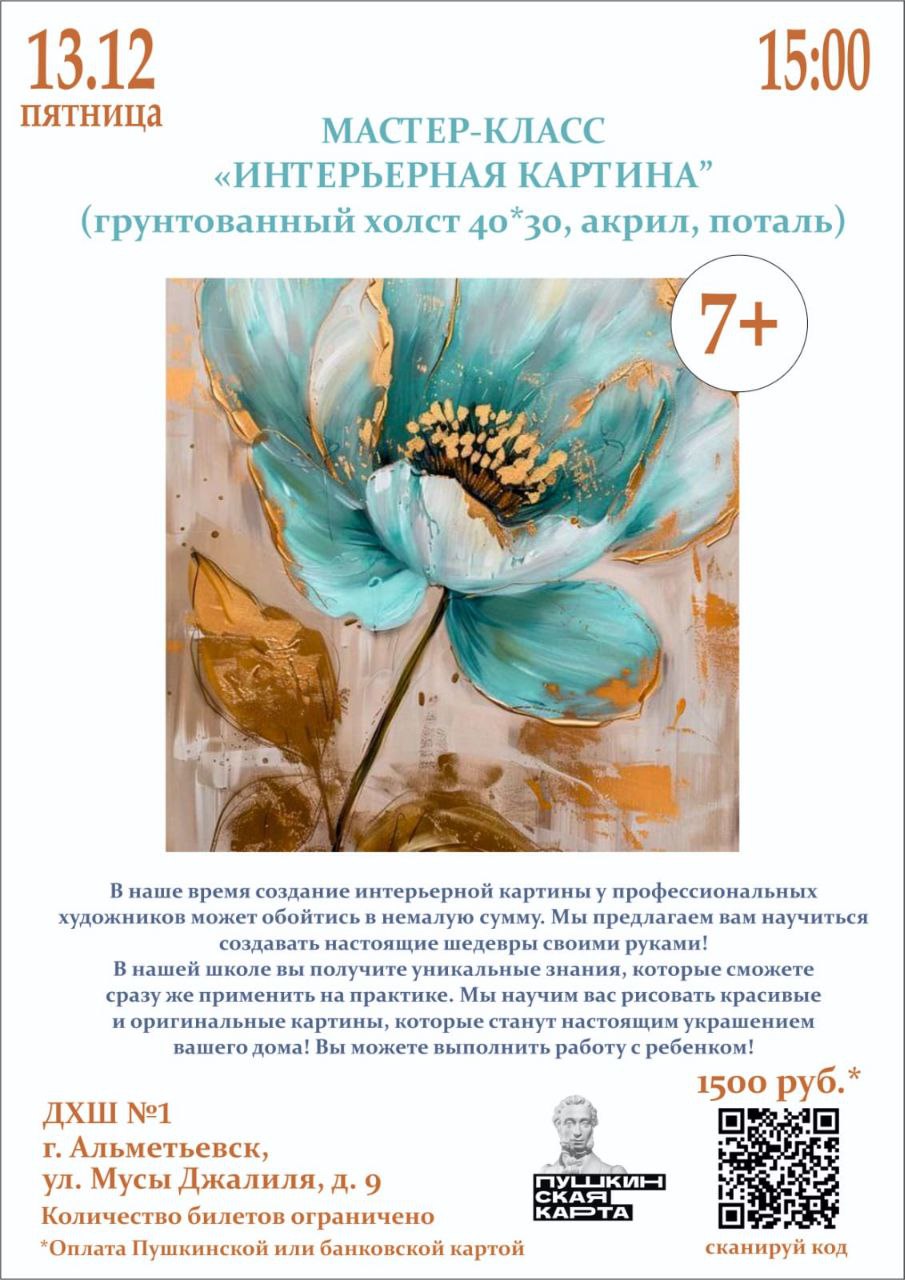 13.12
пятница
15:00
МАСТЕР-КЛАСС
«ИНТЕРЬЕРНАЯ КАРТИНА”
(грунтованный холст 40*30, акрил, поталь)
7+
В наше время создание интерьерной картины у профессиональных
художников может обойтись в немалую сумму. Мы предлагаем вам научиться
создавать настоящие шедевры своими руками!
В нашей школе вы получите уникальные знания, которые сможете
сразу же применить на практике. Мы научим вас рисовать красивые
и оригинальные картины, которые станут настоящим украшением
вашего дома! Вы можете выполнить работу с ребенком!
1500 руб.*
ДХШ №1
г. Альметьевск,
ул. Мусы Джалиля, д. 9
Количество билетов ограничено
*Оплата Пушкинской или банковской картой
ПУШКИН
СКАЯ
КАРТА
сканируй код